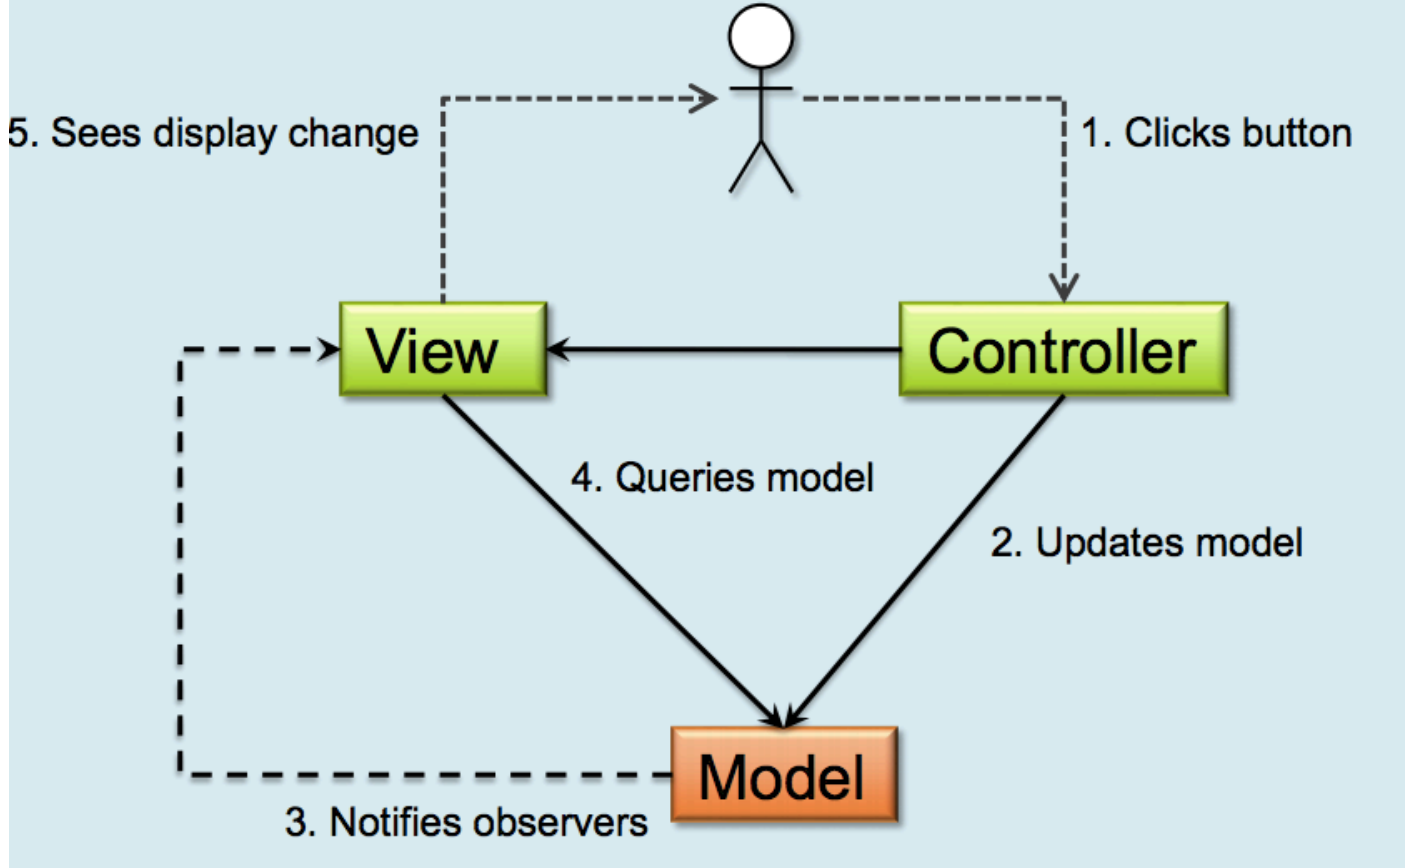 5. Sees display change
1. Clicks button
View
Controller
4. Queries model
2. Updates model
Model
3. Notifies observers